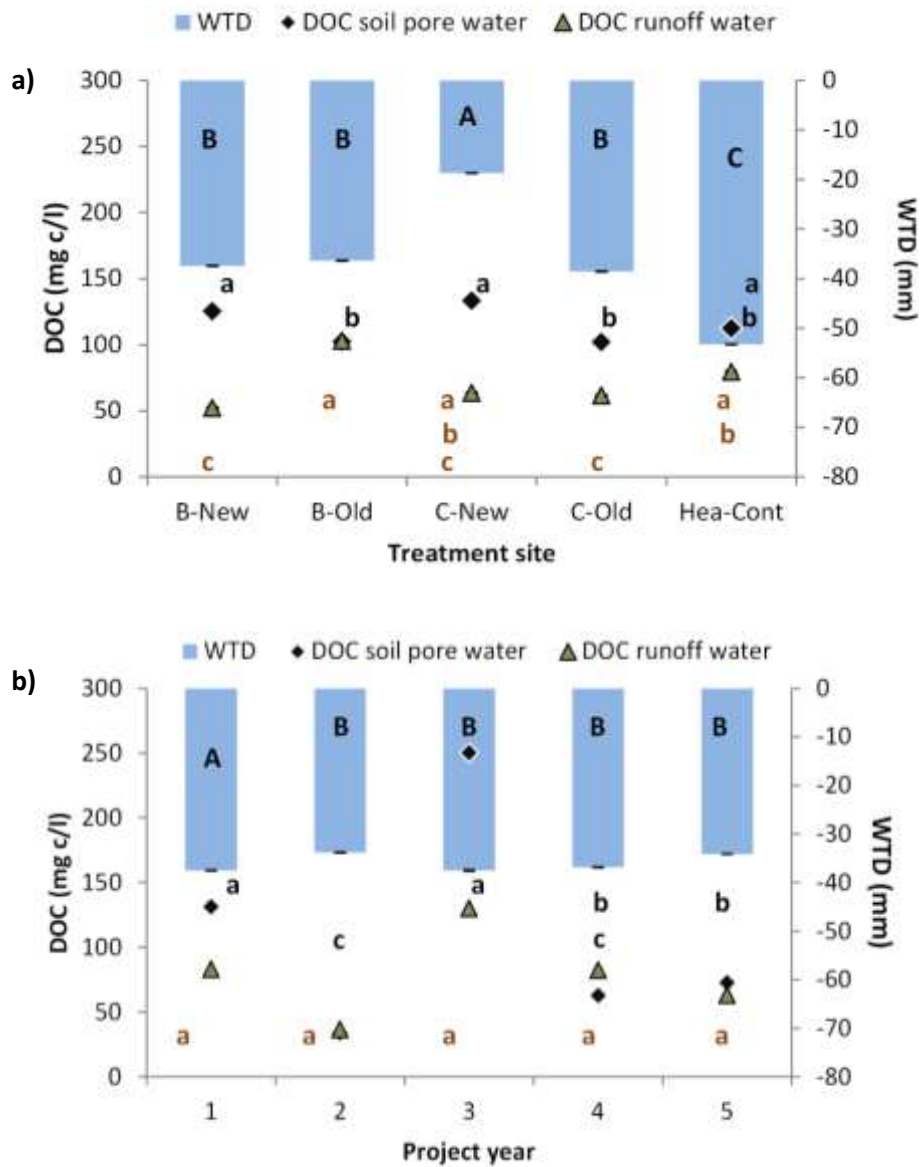 WTD DOC soil pore water DOC runoff water
a)
300 0
250 -10
200 -20
150 -30
100 -40
50 -50
0 -60
-70
-80
DOC (mg c/l)
WTD (mm)
B B A B C
a a a
b b b
a a a
b b
c c c
B-New B-Old C-New C-Old Hea-Cont
Treatment site
WTD DOC soil pore water DOC runoff water
b)
300 0
250 -10
200 -20
150 -30
100 -40
50 -50
0 -60
-70
-80
DOC (mg c/l)
WTD (mm)
A B B B B
a a b b
c c
a a a a a
1 2 3 4 5
Project year